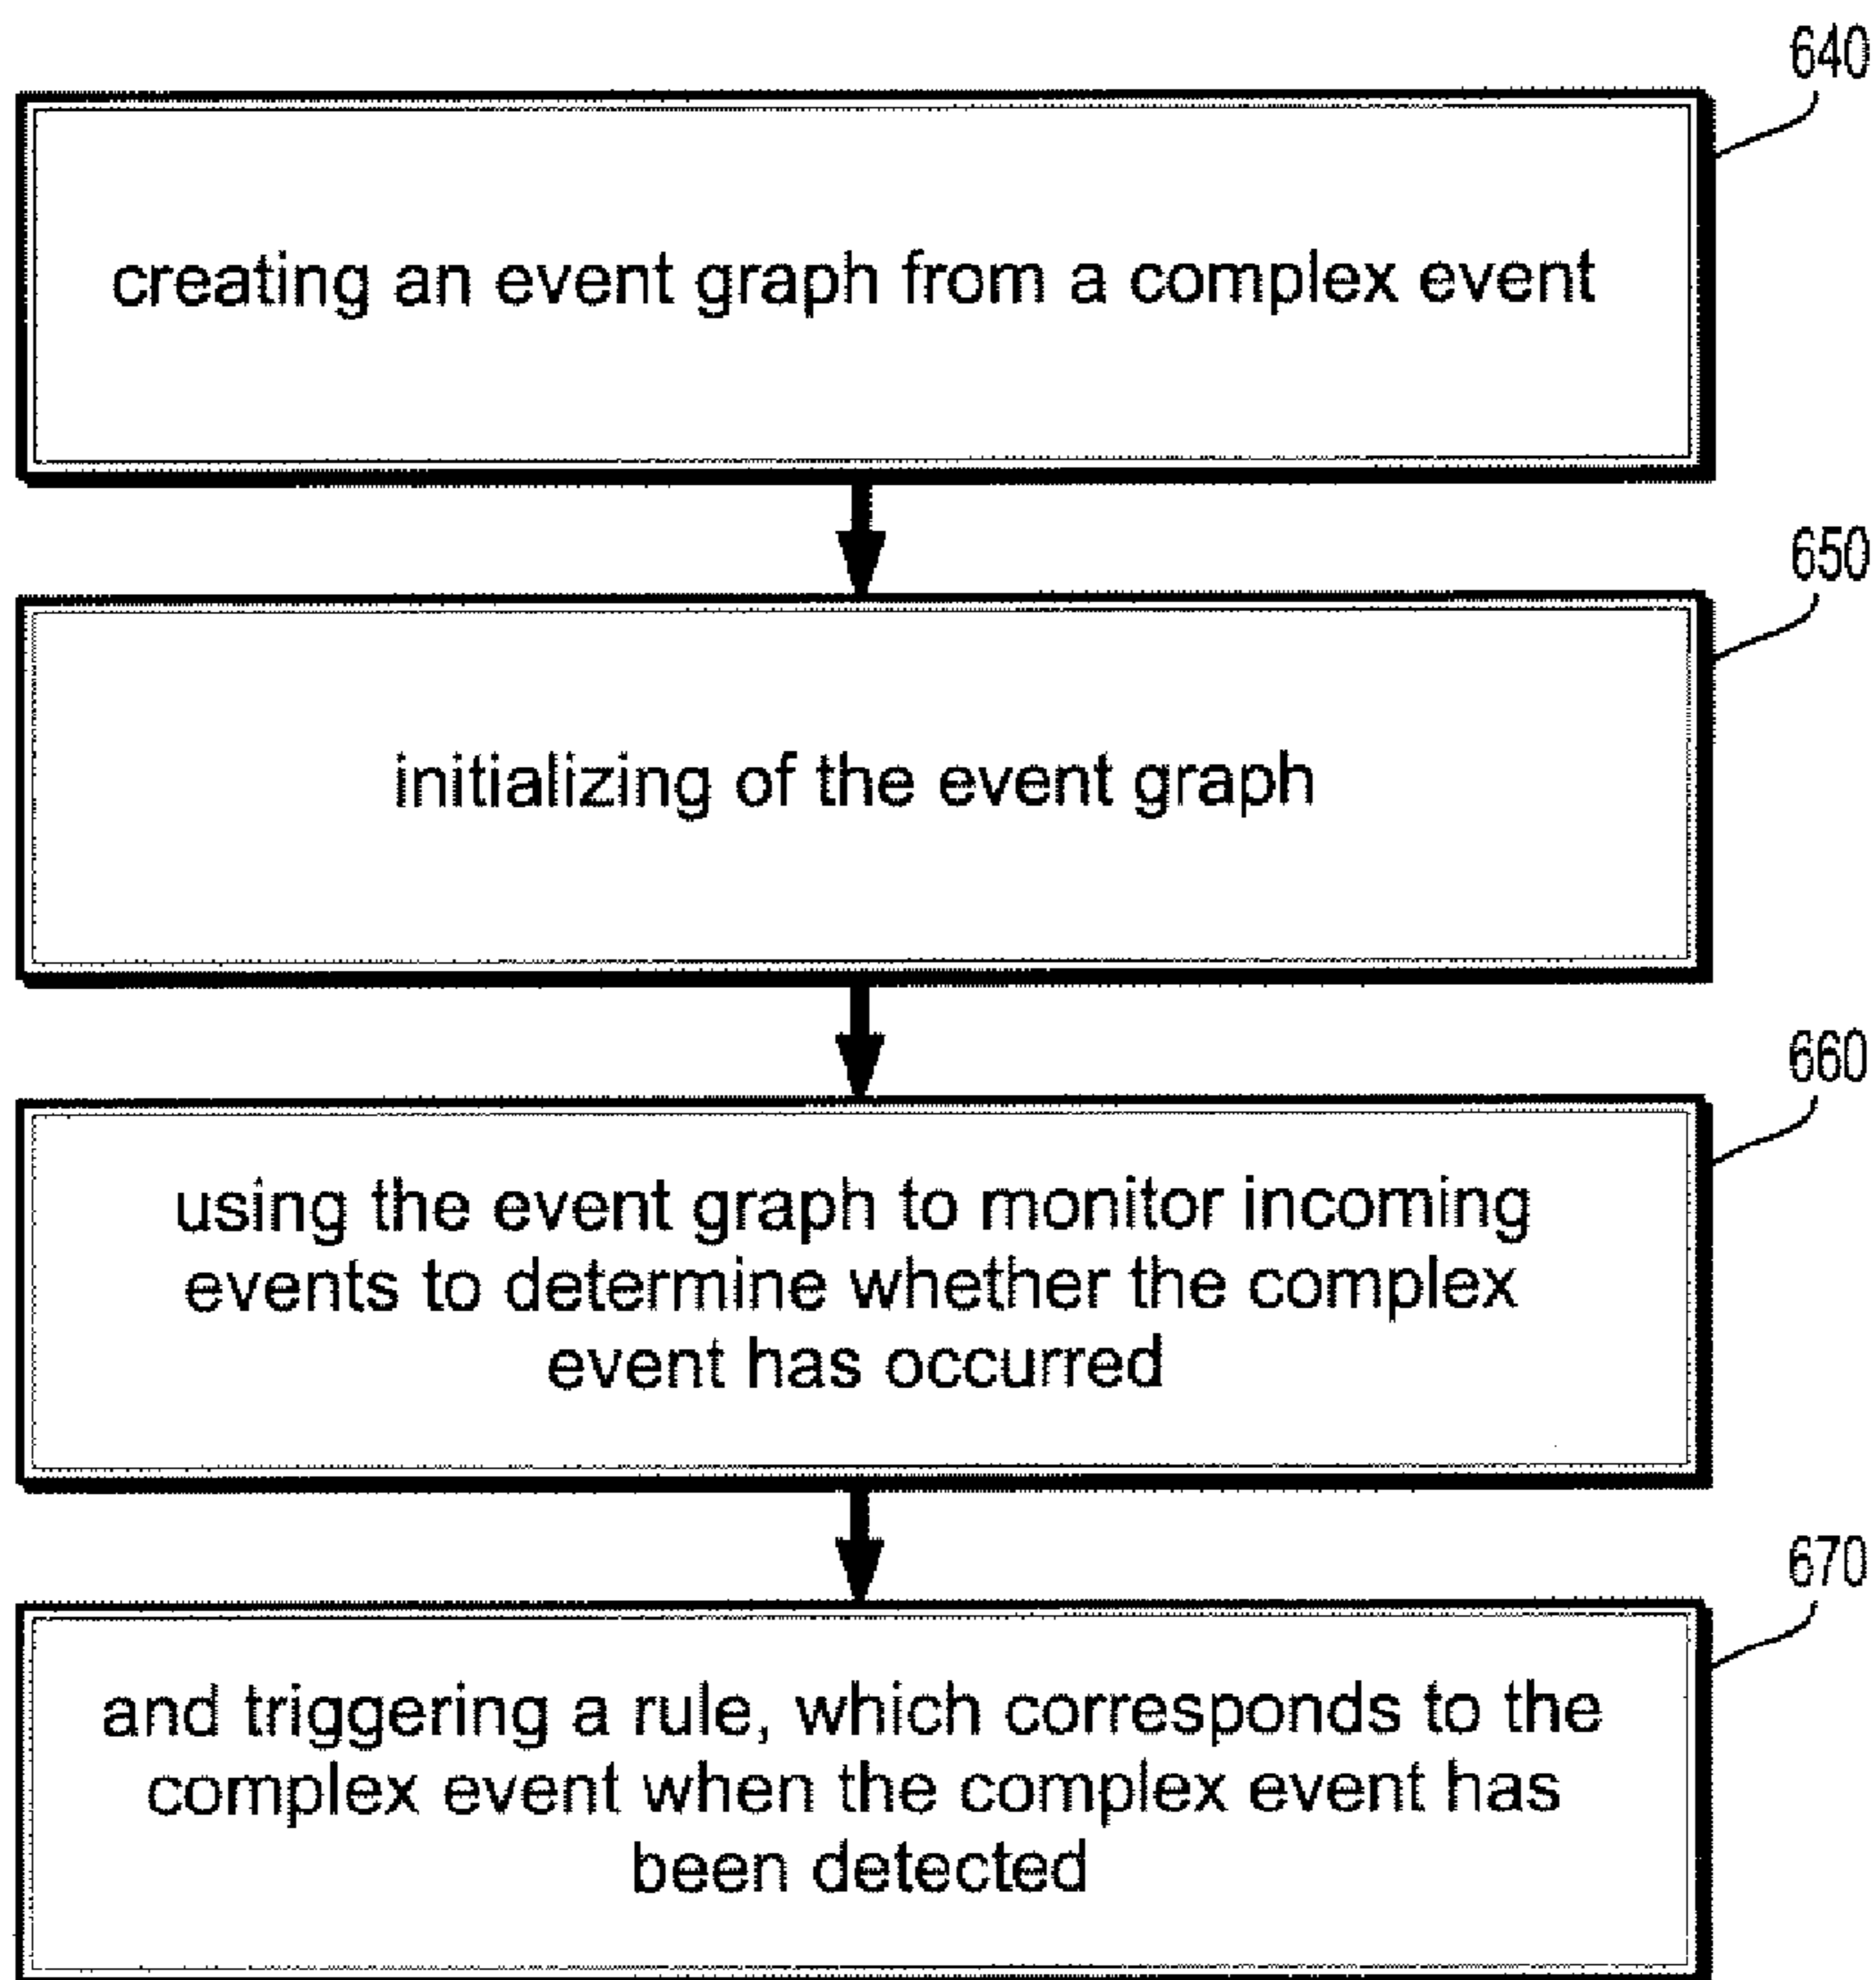 640
creating an event graph from a complex event
650
initializing of the event graph
660
using the event graph to monitor incoming
events to determine whether the complex
event has occurred
670
and triggering a rule, which corresponds to the
complex event when the complex event has
been detected